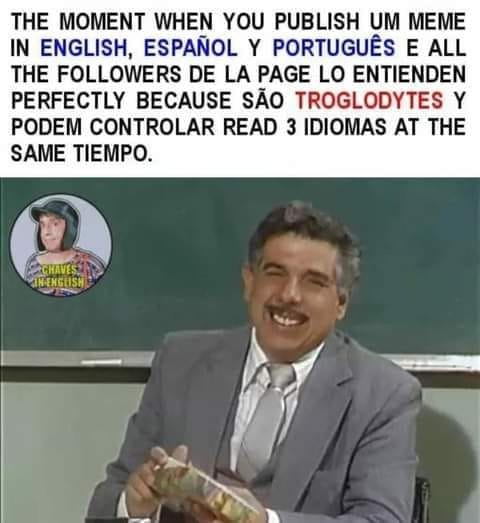 THE MOMENT WHEN YOU PUBLISH UM MEME
IN ENGLISH, ESPAÑOL Y PORTUGUÊS E ALL
THE FOLLOWERS DE LA PAGE LO ENTIENDEN
PERFECTLY BECAUSE SÃO TROGLODYTES Y
PODEM CONTROLAR READ 3 IDIOMAS AT THE
SAME TIEMPO.
CHAVES
IN ENGLISH